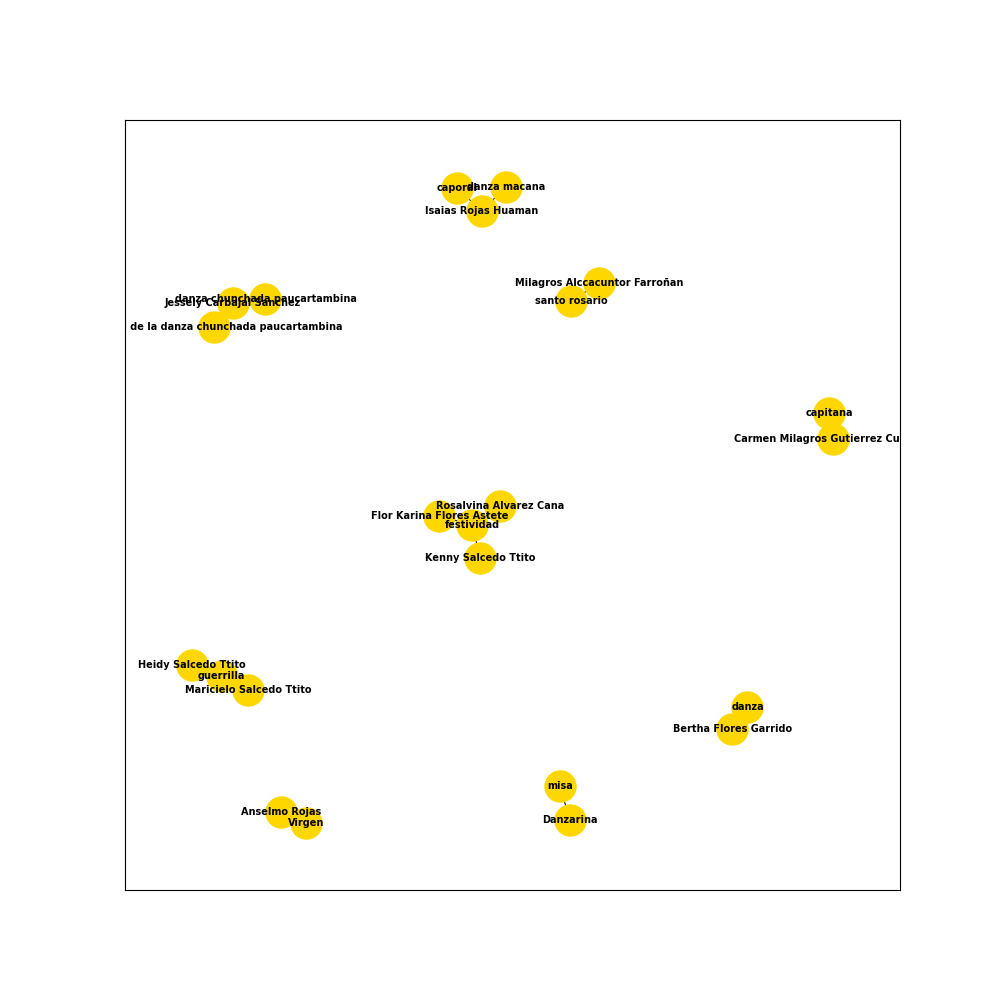 caporal
danza macana
Isaias Rojas Huaman
Milagros Alccacuntor Farroñan
santo rosario
danza chunchada paucartambina
Jessely Carbajal Sanchez
de la danza chunchada paucartambina
capitana
Carmen Milagros Gutierrez Cu
Rosalvina Alvarez Cana
Flor Karina Flores Astete
festividad
Kenny Salcedo Ttito
Heidy Salcedo Ttito
guerrilla
Maricielo Salcedo Ttito
danza
Bertha Flores Garrido
misa
Anselmo Rojas
Danzarina
Virgen